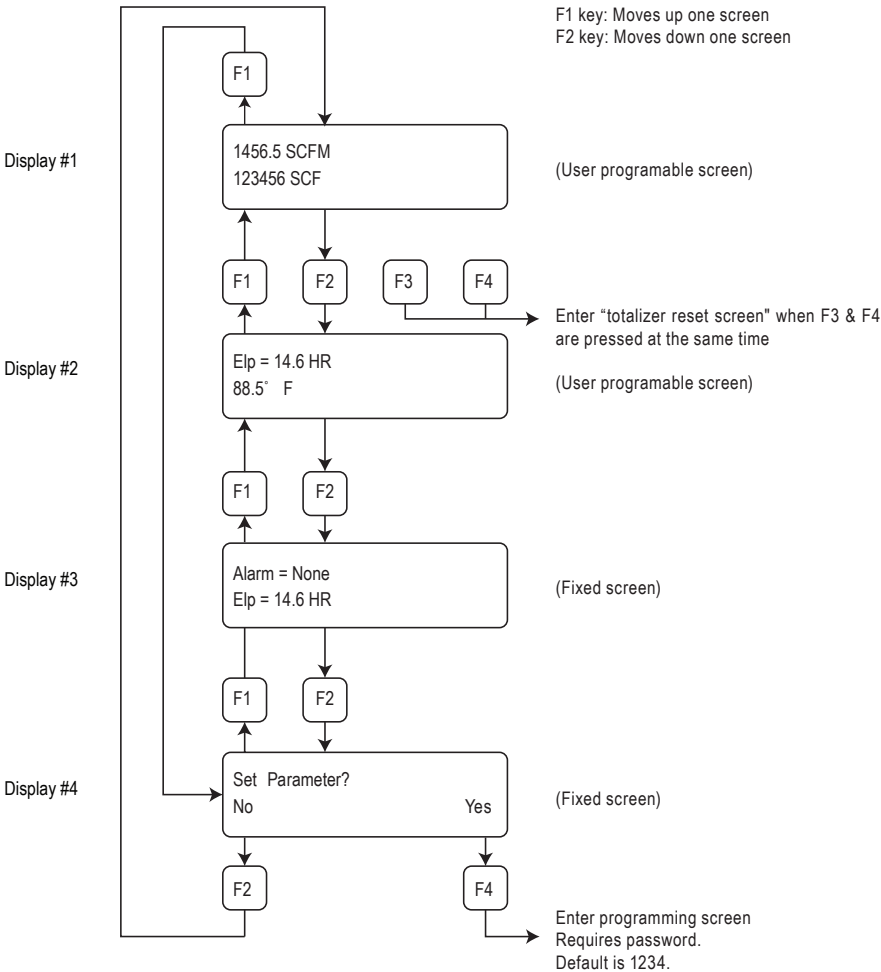 F1 key: Moves up one screen
F2 key: Moves down one screen
F1
Display #1
1456.5 SCFM
123456 SCF
(User programable screen)
F1
F2
F3
F4
Enter “totalizer reset screen" when F3 & F4
are pressed at the same time
Display #2
Elp = 14.6 HR
88.5° F
(User programable screen)
F1
F2
Display #3
Alarm = None
Elp = 14.6 HR
(Fixed screen)
F1
F2
Display #4
Set Parameter?
No Yes
(Fixed screen)
F2
F4
Enter programming screen
Requires password.
Default is 1234.